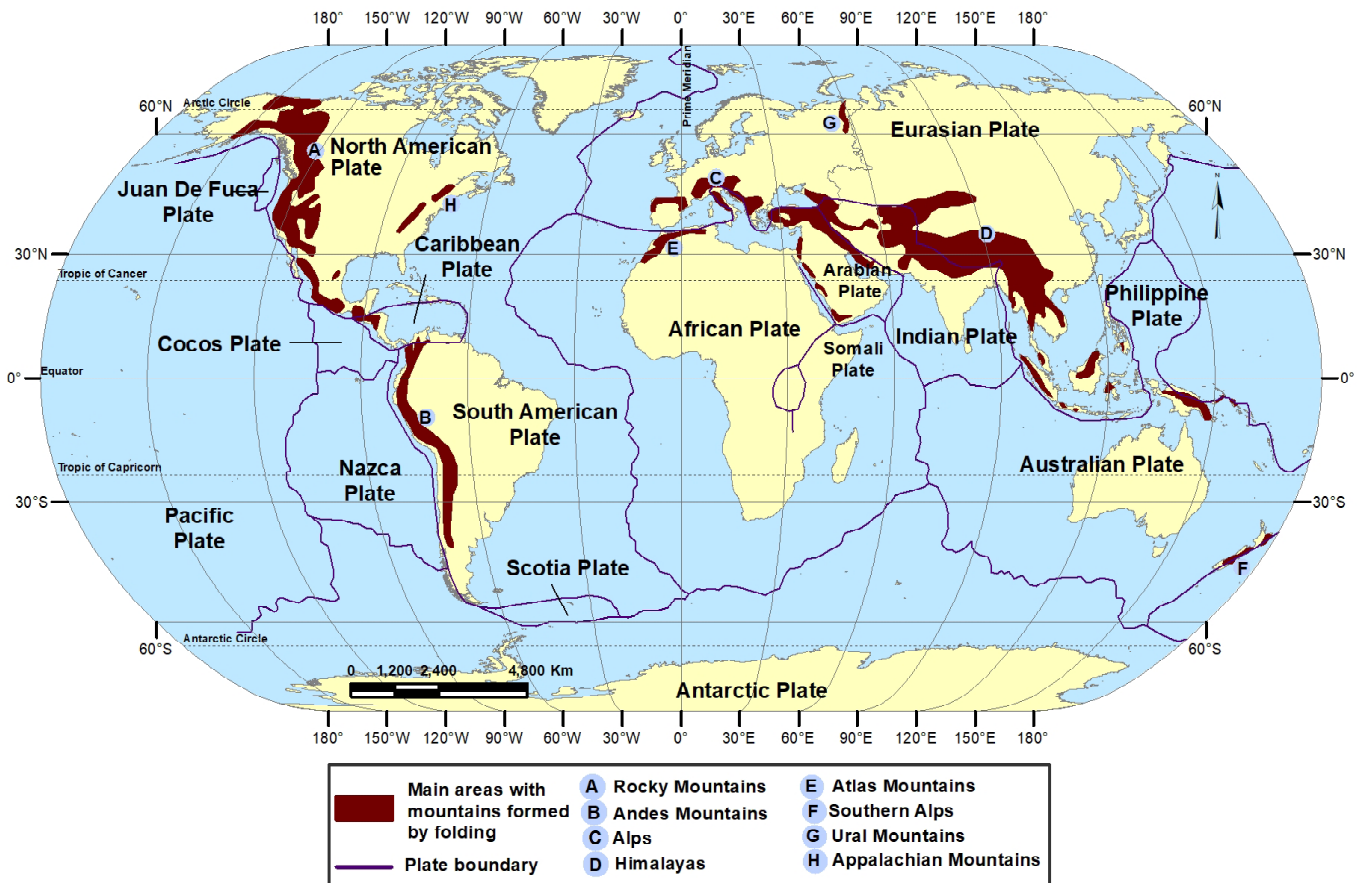 180° 150°W 120°W 90°W 60°W 30°W 0° 30°E 60°E 90°E 120°E 150°E 180°
Prime Meridian
60°N
Arctic Circle
60°N
G
Eurasian Plate
A
North American
Plate
N
Juan De Fuca
Plate
C
H
Caribbean
Plate
E
D
30°N
30°N
Tropic of Cancer
Arabian
Plate
Philippine
Plate
African Plate
Indian Plate
Cocos Plate
Somali
Plate
0°
Equator
0°
B
South American
Plate
Tropic of Capricorn
Nazca
Plate
Australian Plate
30°S
30°S
Pacific
Plate
Scotia Plate
F
60°S
Antarctic Circle
60°S
0 1,200 2,400 4,800 Km
Antarctic Plate
180° 150°W 120°W 90°W 60°W 30°W 0° 30°E 60°E 90°E 120°E 150°E 180°
Main areas with
mountains formed
by folding
Plate boundary
A Rocky Mountains
B Andes Mountains
C Alps
D Himalayas
E Atlas Mountains
F Southern Alps
G Ural Mountains
H Appalachian Mountains